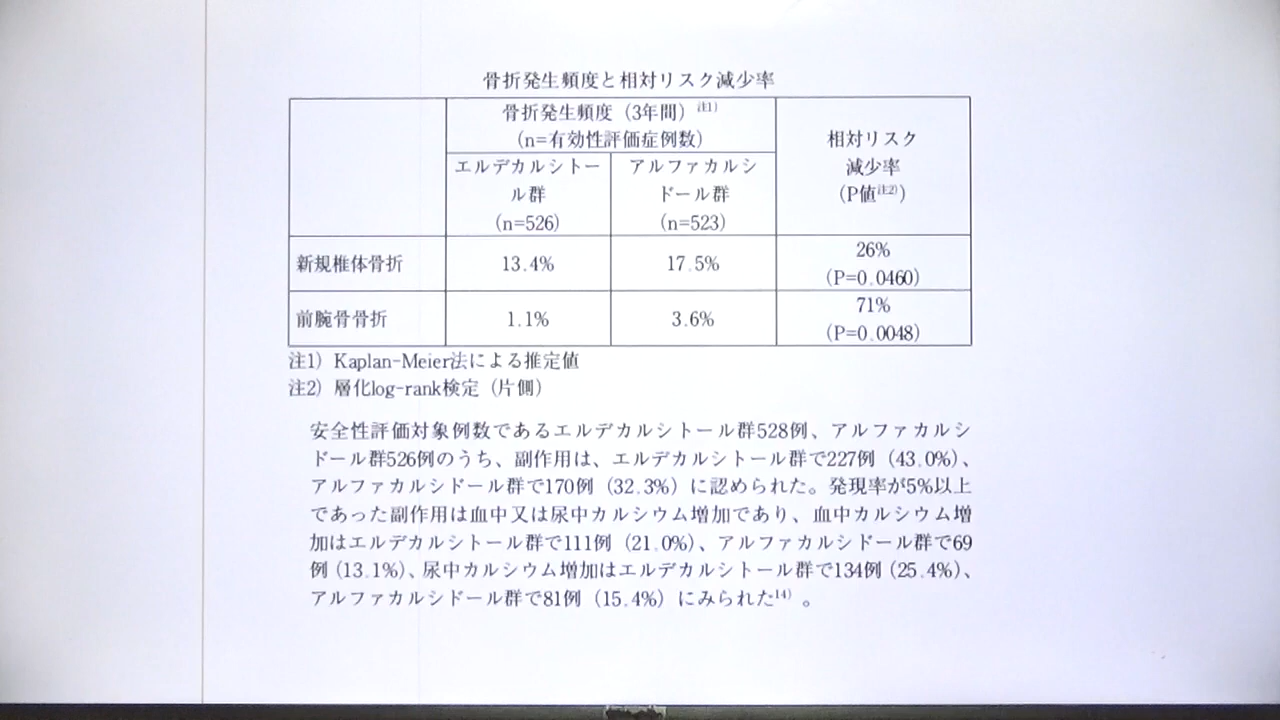 骨折発生頻度と相対リスク減少率
骨折発生頻度（3年間）注1）
（n=有効性評価症例数）
相対リスク
減少率
（P値注2））
エルデカルシトー
ル群
（n=526）
アルファカルシ
ドール群
（n=523）
新規椎体骨折
13.4%
17.5%
26%
（P=0.0460）
前腕骨骨折
1.1%
3.6%
71%
（P=0.0048）
注1）Kaplan-Meier法による推定値
注2）層化log-rank検定（片側）
安全性評価対象例数であるエルデカルシトール群528例、アルファカルシ
ドール群526例のうち、副作用は、エルデカルシトール群で227例（43.0%）、
アルファカルシドール群で170例（32.3%）に認められた。発現率が5%以上
であった副作用は血中又は尿中カルシウム増加であり、血中カルシウム増
加はエルデカルシトール群で111例（21.0%）、アルファカルシドール群で69
例（13.1%）、尿中カルシウム増加はエルデカルシトール群で134例（25.4%）、
アルファカルシドール群で81例（15.4%）にみられた14）。